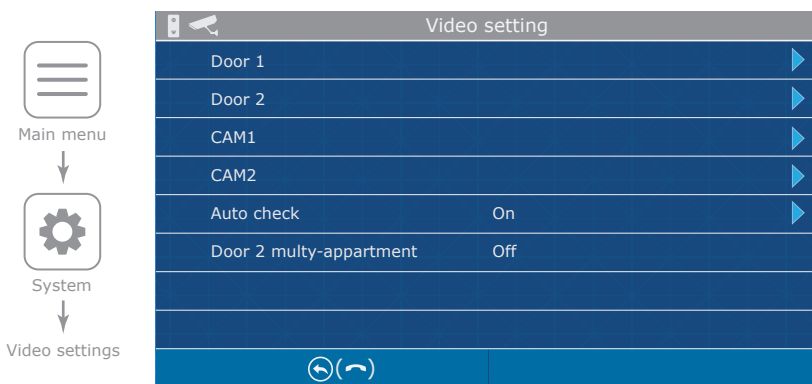 Main menu
System
Video settings
Video setting
Door 1
Door 2
CAM1
CAM2
Auto check On
Door 2 multy-appartment Off